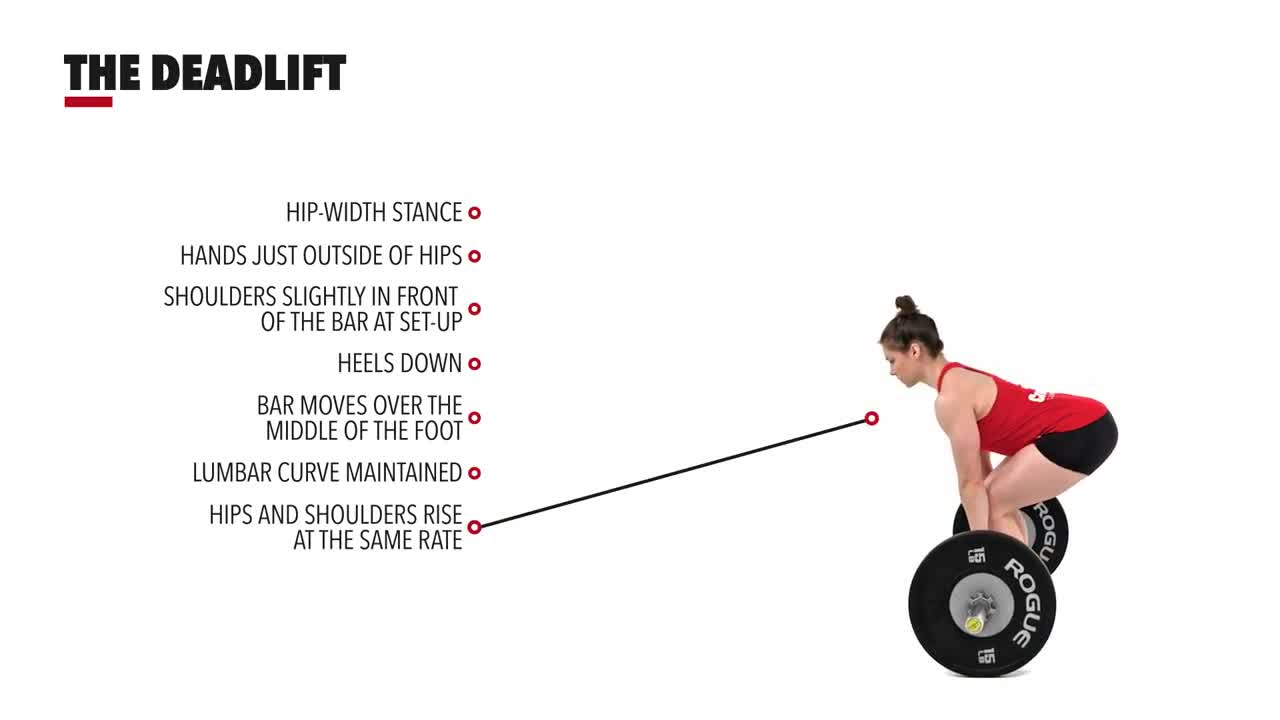 THE DEADLIFT
HIP-WIDTH STANCE
HANDS JUST OUTSIDE OF HIPS
SHOULDERS SLIGHTLY IN FRONT
OF THE BAR AT SET-UP
HEELS DOWN
BAR MOVES OVER THE
MIDDLE OF THE FOOT
LUMBAR CURVE MAINTAINED
HIPS AND SHOULDERS RISE
AT THE SAME RATE
ROGUE
15
LB
ROGUE
15
LB